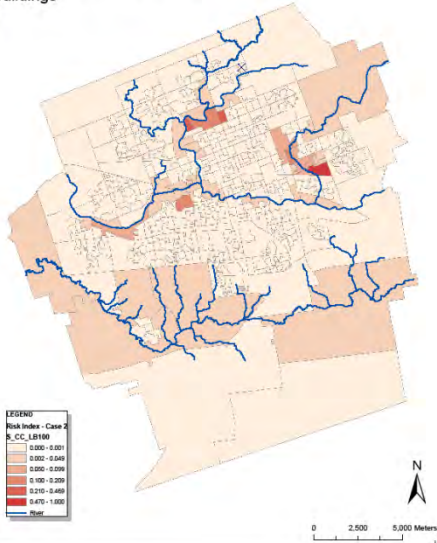 LEGEND
Risk Index - Case 2
S_CC_LB100
0.000 - 0.001
0.002 - 0.049
0.050 - 0.099
0.100 - 0.209
0.210 - 0.469
0.470 - 1.000
River
N
0 2,500 5,000 Meters